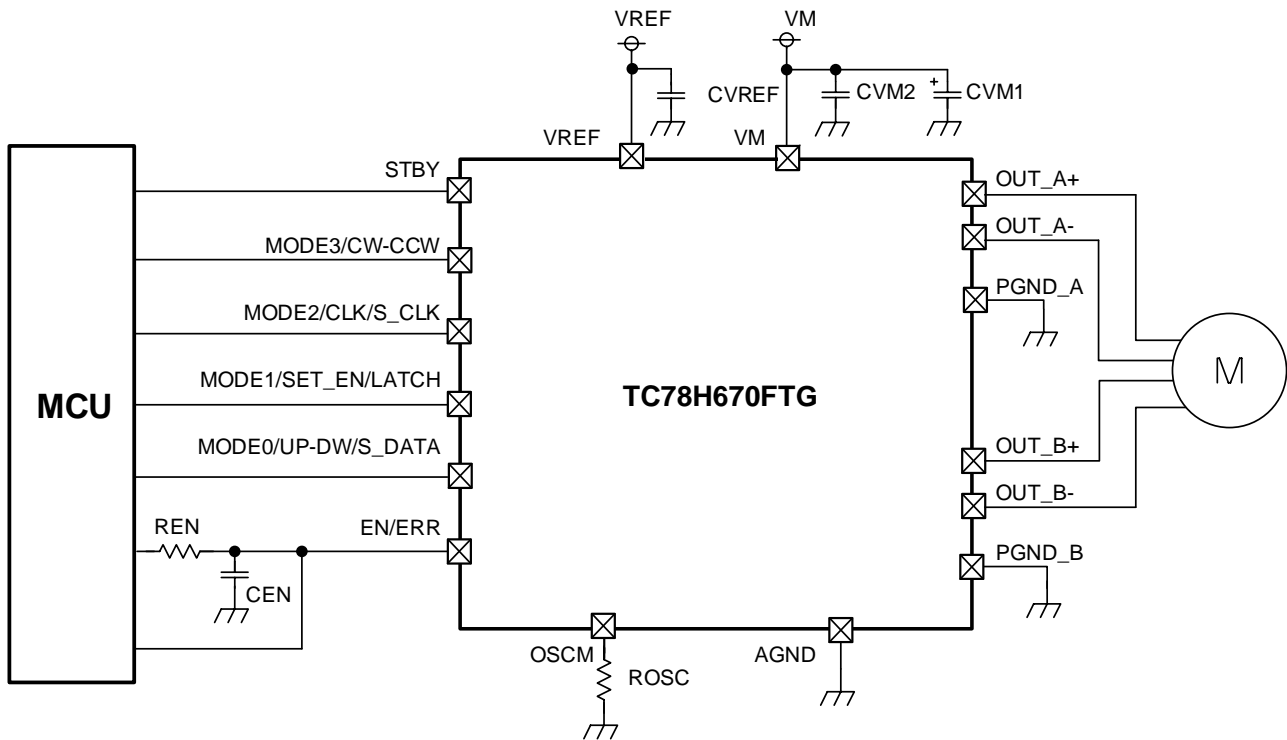 VREF
VM
CVREF
CVM2
+
CVM1
VREF
VM
STBY
OUT_A+
OUT_A-
MODE3/CW-CCW
PGND_A
MODE2/CLK/S_CLK
MODE1/SET_EN/LATCH
MCU
TC78H670FTG
M
MODE0/UP-DW/S_DATA
OUT_B+
OUT_B-
REN
EN/ERR
PGND_B
CEN
OSCM
ROSC
AGND